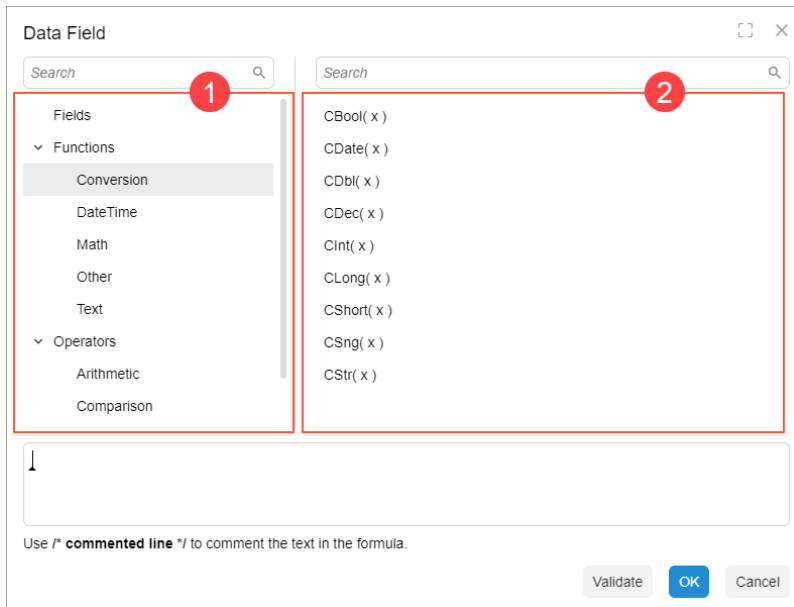 Data Field
Search
Search
1
2
Fields
Functions
Conversion
DateTime
Math
Other
Text
Operators
Arithmetic
Comparison
CBool( x )
CDate( x )
CDbl( x )
CDec( x )
CInt( x )
CLong( x )
CShort( x )
CSng( x )
CStr( x )
Use /* commented line */ to comment the text in the formula.
Validate
OK
Cancel